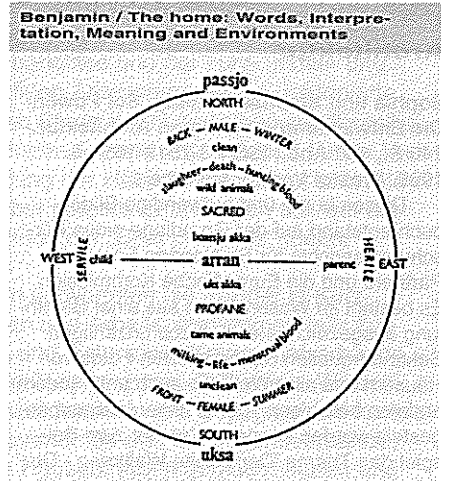 Benjamin / The home: Words, Interpre-
tation, Meaning and Environments
passjo
NORTH
BACK – MALE – WINTER
clean
slaughter – death – hunting blood
wild animals
SACRED
boanju akka
WEST SERVILE child arran parent HERILE EAST
uks akka
PROFANE
tame animals
milking – life – menstrual blood
unclean
FRONT – FEMALE – SUMMER
SOUTH
uksa